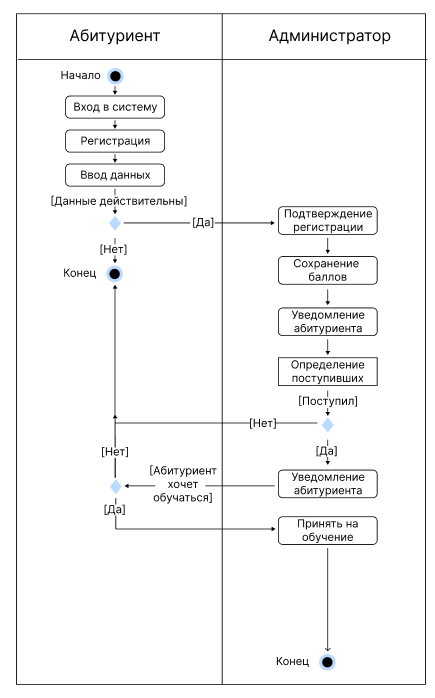 Абитуриент
Администратор
Начало
Вход в систему
Регистрация
Ввод данных
[Данные действительны]
[Да]
Подтверждение
регистрации
[Нет]
Конец
Сохранение
баллов
Уведомление
абитуриента
Определение
поступивших
[Поступил]
[Нет]
[Да]
[Нет]
[Абитуриент
хочет
обучаться]
Уведомление
абитуриента
[Да]
Принять на
обучение
Конец